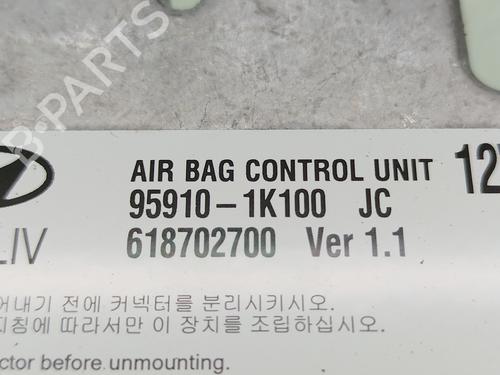 B-PARTS
AIR BAG CONTROL UNIT 12
95910-1K100 JC
LIV
618702700 Ver 1.1
어내기 전에 커넥터를 분리시키시오.
지침에 따라서만 이 장치를 조립하십시오.
ctor before unmounting.